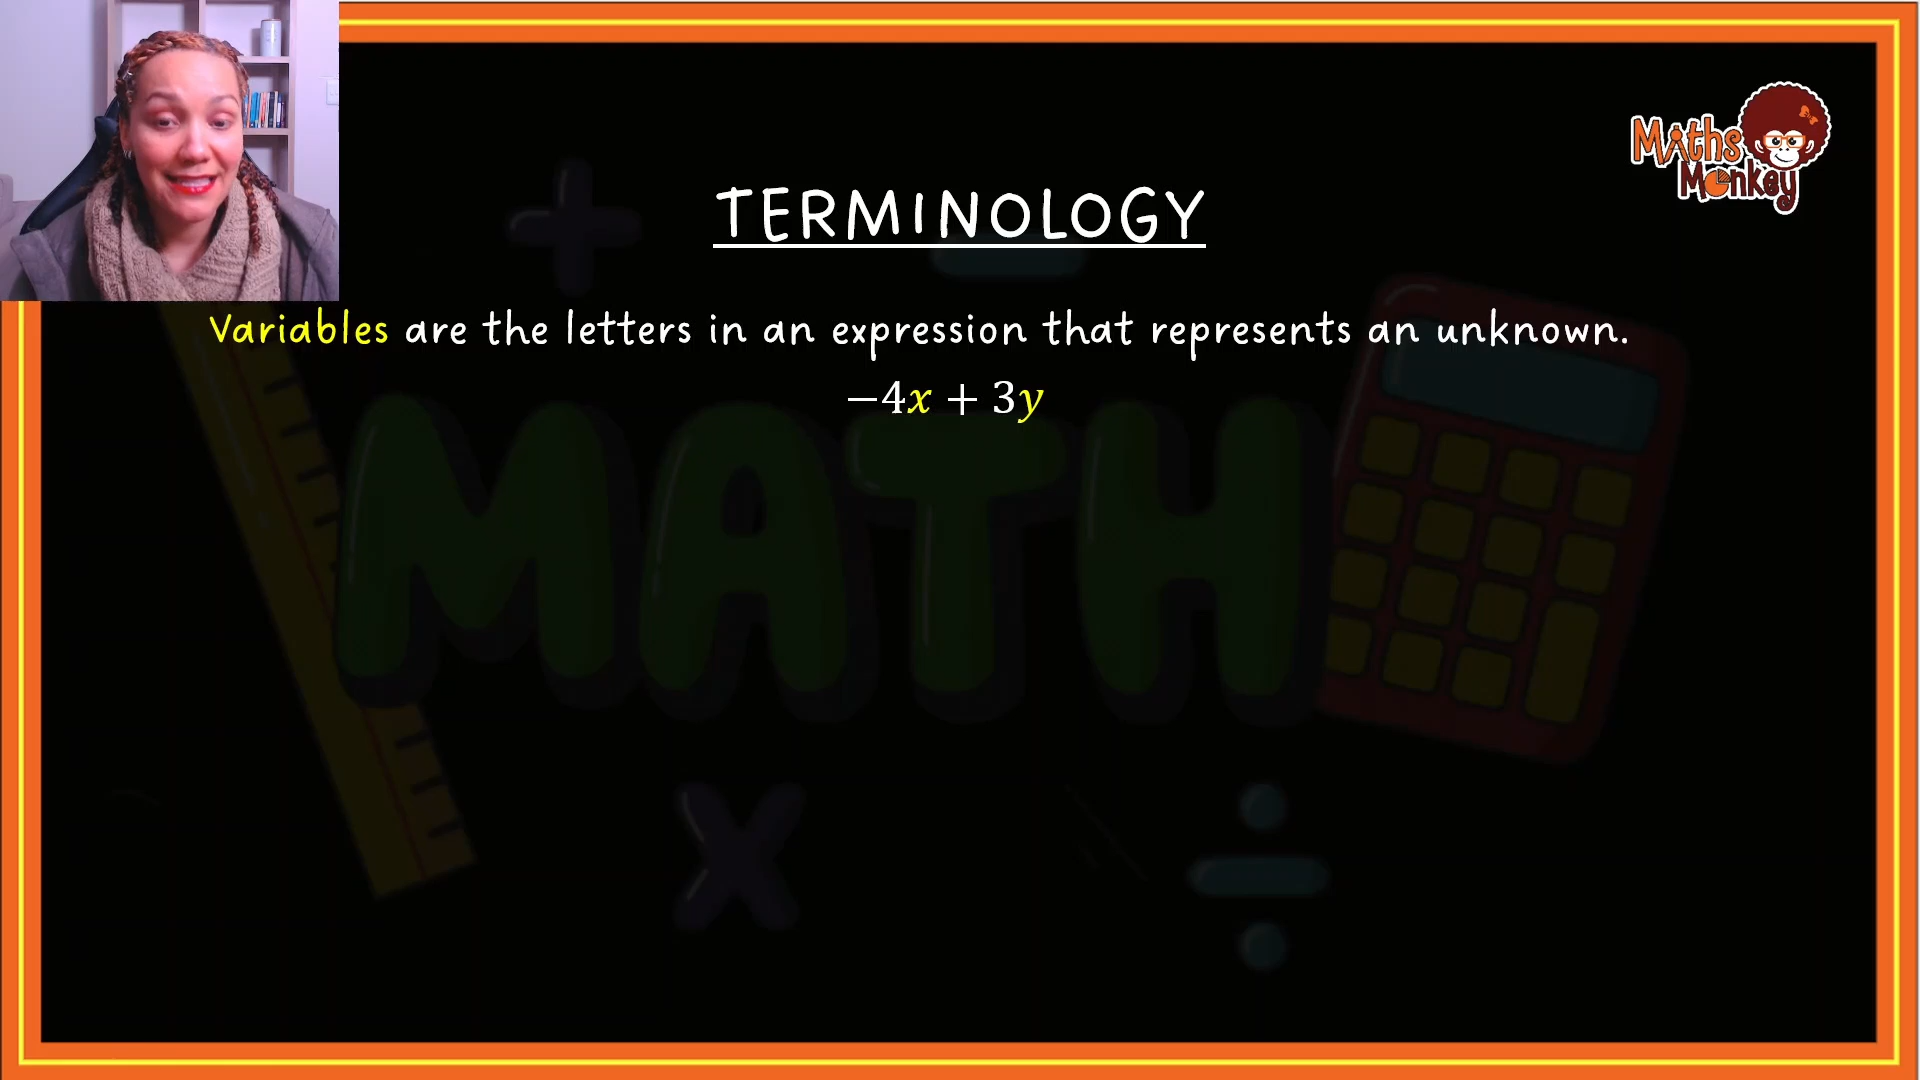 Maths
Monkey
TERMINOLOGY
Variables are the letters in an expression that represents an unknown.
−4x + 3y
MATH